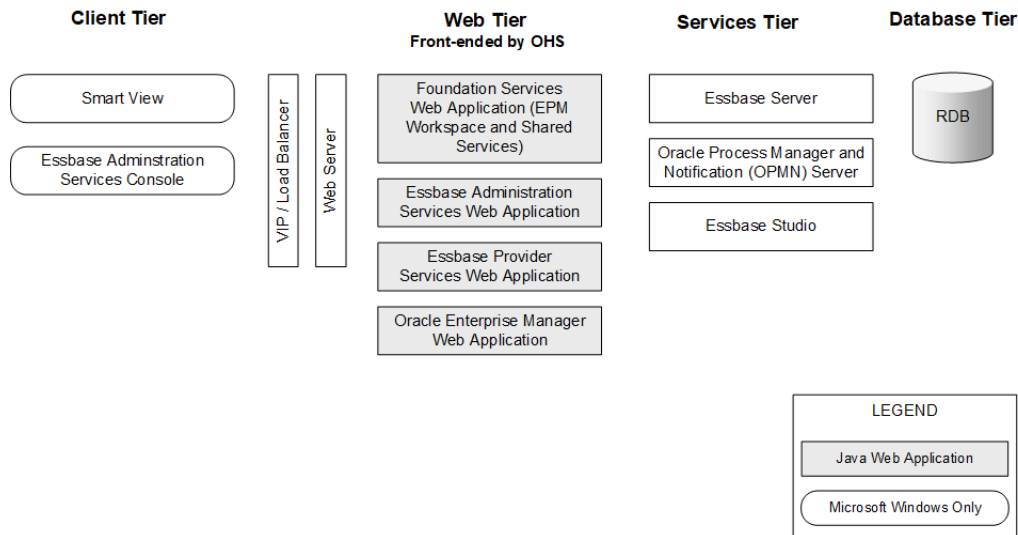 Client Tier
Smart View
Essbase Adminstration
Services Console
VIP / Load Balancer
Web Server
Web Tier
Front-ended by OHS
Foundation Services
Web Application (EPM
Workspace and Shared
Services)
Essbase Administration
Services Web Application
Essbase Provider
Services Web Application
Oracle Enterprise Manager
Web Application
Services Tier
Essbase Server
Oracle Process Manager and
Notification (OPMN) Server
Essbase Studio
Database Tier
RDB
LEGEND
Java Web Application
Microsoft Windows Only